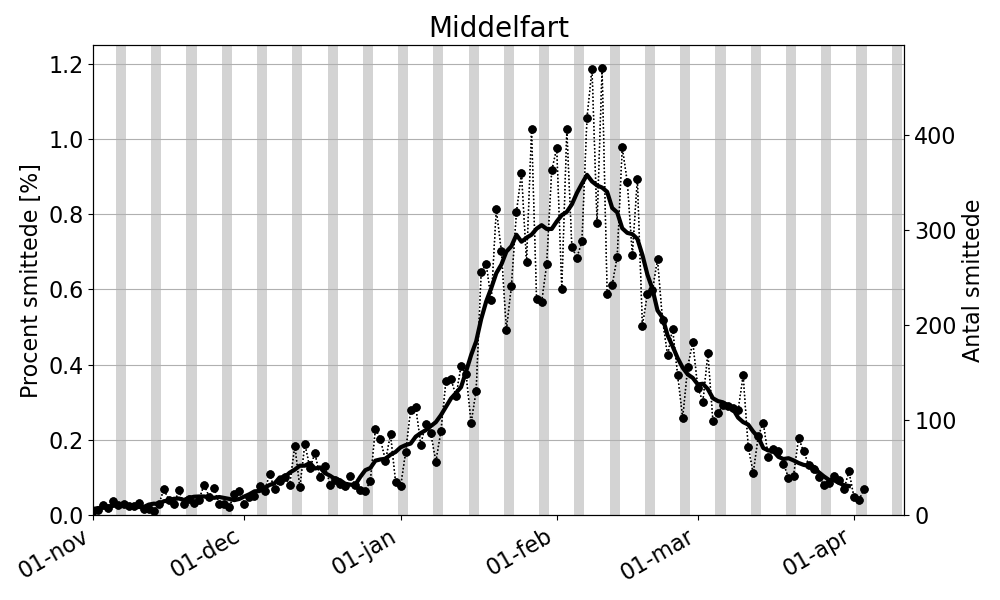 Middelfart
Procent smittede [%]
1.2
1.0
0.8
0.6
0.4
0.2
0.0
400
300
200
100
0
Antal smittede
01-nov
01-dec
01-jan
01-feb
01-mar
01-apr